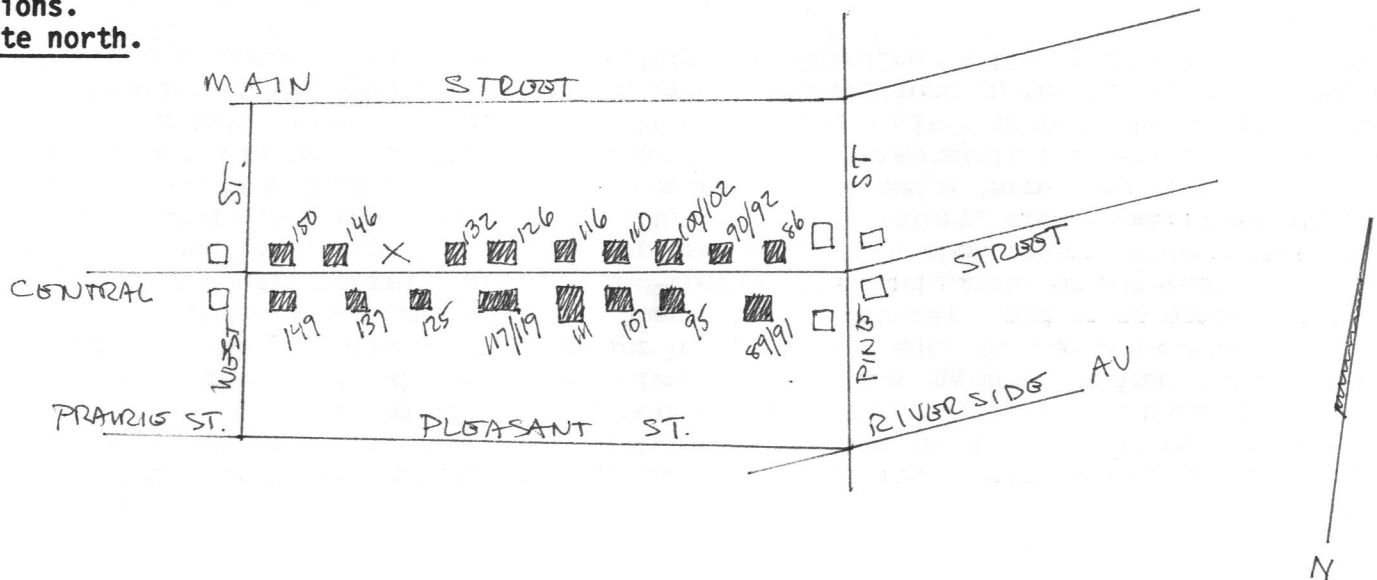 ions.
te north.
MAIN STREET
ST.
ST
150
146
132
126
116
110
100/102
90/92
86
STREET
CENTRAL
149
137
125
117/119
111
107
95
89/91
WEST
PINE
PRAIRIE ST.
PLEASANT ST.
RIVERSIDE AV
N